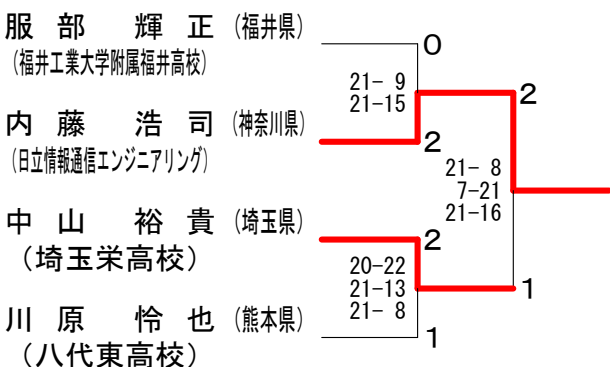 服部 輝正 (福井県)
(福井工業大学附属福井高校)
0
21- 9
21-15
2
内藤 浩司 (神奈川県)
(日立情報通信エンジニアリング)
2
21- 8
7-21
21-16
中山 裕貴 (埼玉県)
(埼玉栄高校)
2
20-22
21-13
21- 8
1
川原 怜也 (熊本県)
(八代東高校)
1